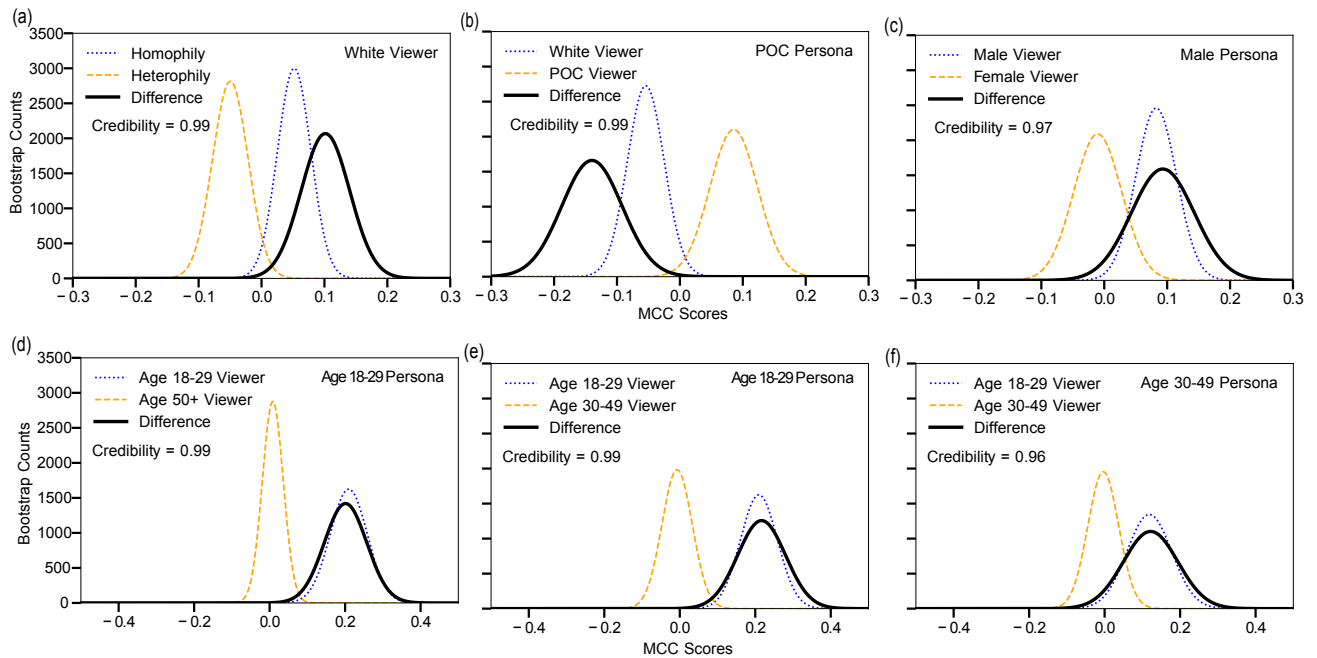 (a)
White Viewer
Homophily
Heterophily
Difference
Credibility = 0.99
Bootstrap Counts
3500
3000
2500
2000
1500
1000
500
0
−0.3
−0.2
−0.1
0.0
0.1
0.2
0.3
(b)
POC Persona
White Viewer
POC Viewer
Difference
Credibility = 0.99
−0.3
−0.2
−0.1
0.0
0.1
0.2
0.3
MCC Scores
(c)
Male Persona
Male Viewer
Female Viewer
Difference
Credibility = 0.97
−0.3
−0.2
−0.1
0.0
0.1
0.2
0.3
(d)
Age 18-29 Persona
Age 18-29 Viewer
Age 50+ Viewer
Difference
Credibility = 0.99
Bootstrap Counts
3500
3000
2500
2000
1500
1000
500
0
−0.4
−0.2
0.0
0.2
0.4
(e)
Age 18-29 Persona
Age 18-29 Viewer
Age 30-49 Viewer
Difference
Credibility = 0.99
−0.4
−0.2
0.0
0.2
0.4
MCC Scores
(f)
Age 30-49 Persona
Age 18-29 Viewer
Age 30-49 Viewer
Difference
Credibility = 0.96
−0.4
−0.2
0.0
0.2
0.4